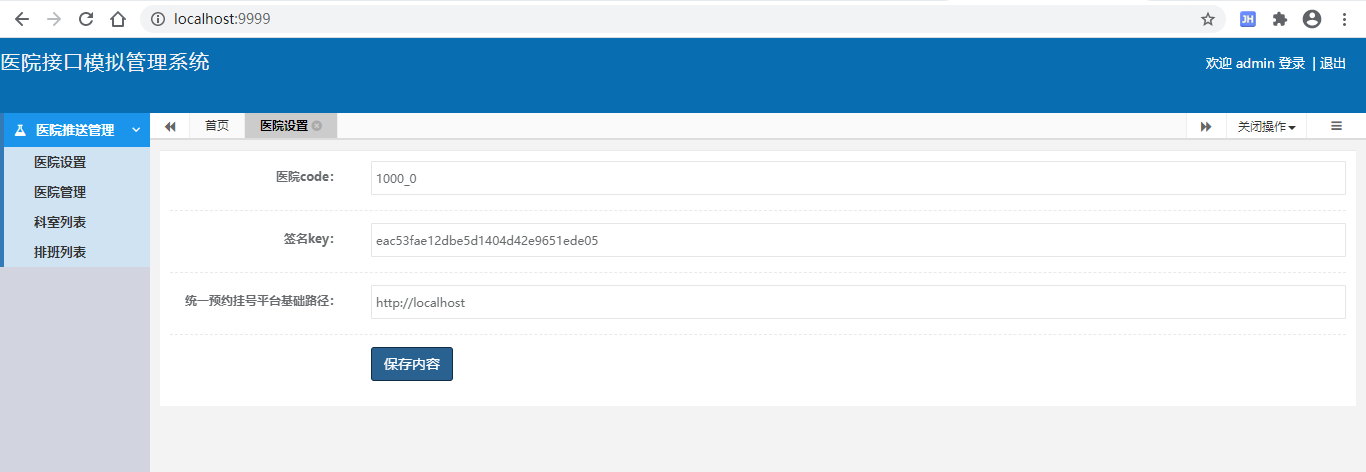 localhost:9999
JH
医院接口模拟管理系统
欢迎 admin 登录 | 退出
医院推送管理
首页
医院设置
关闭操作
医院设置
医院管理
科室列表
排班列表
医院code：
1000_0
签名key：
eac53fae12dbe5d1404d42e9651ede05
统一预约挂号平台基础路径：
http://localhost
保存内容